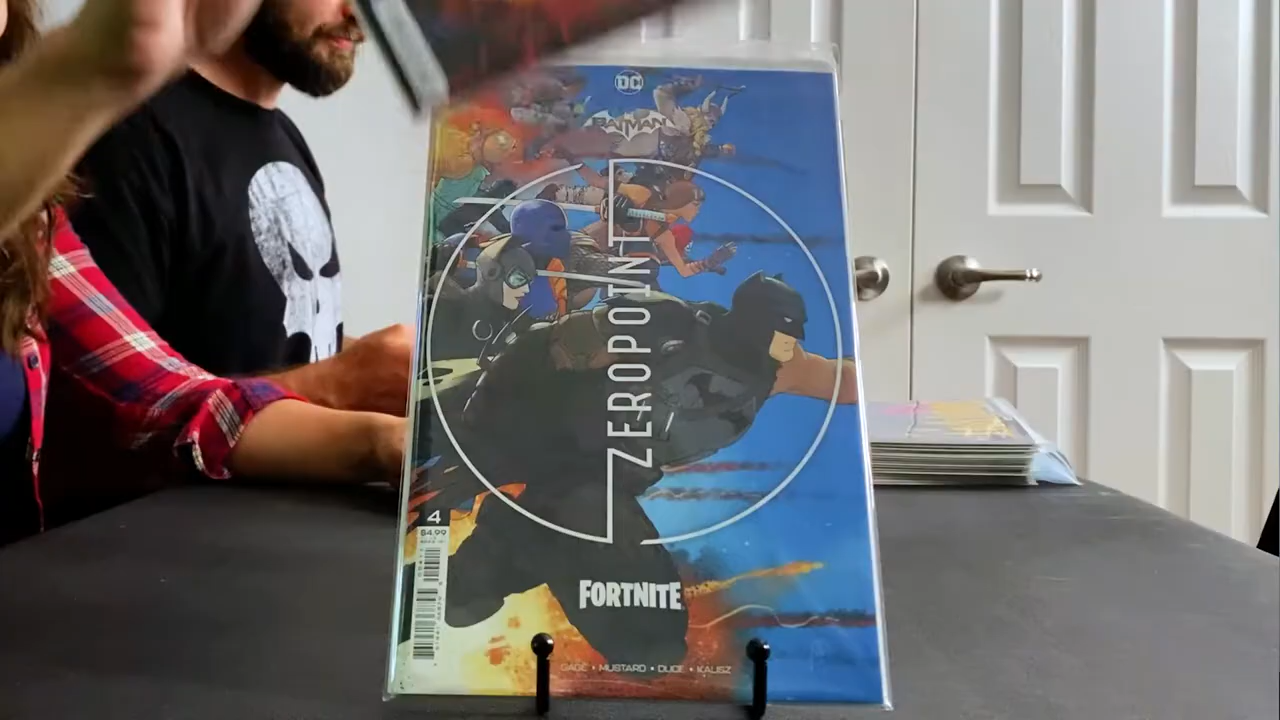 DC
BATMAN
ZEROPOINT
4
$4.99
FORTNITE
GAGE • MUSTARD • DUCE • KALISZ